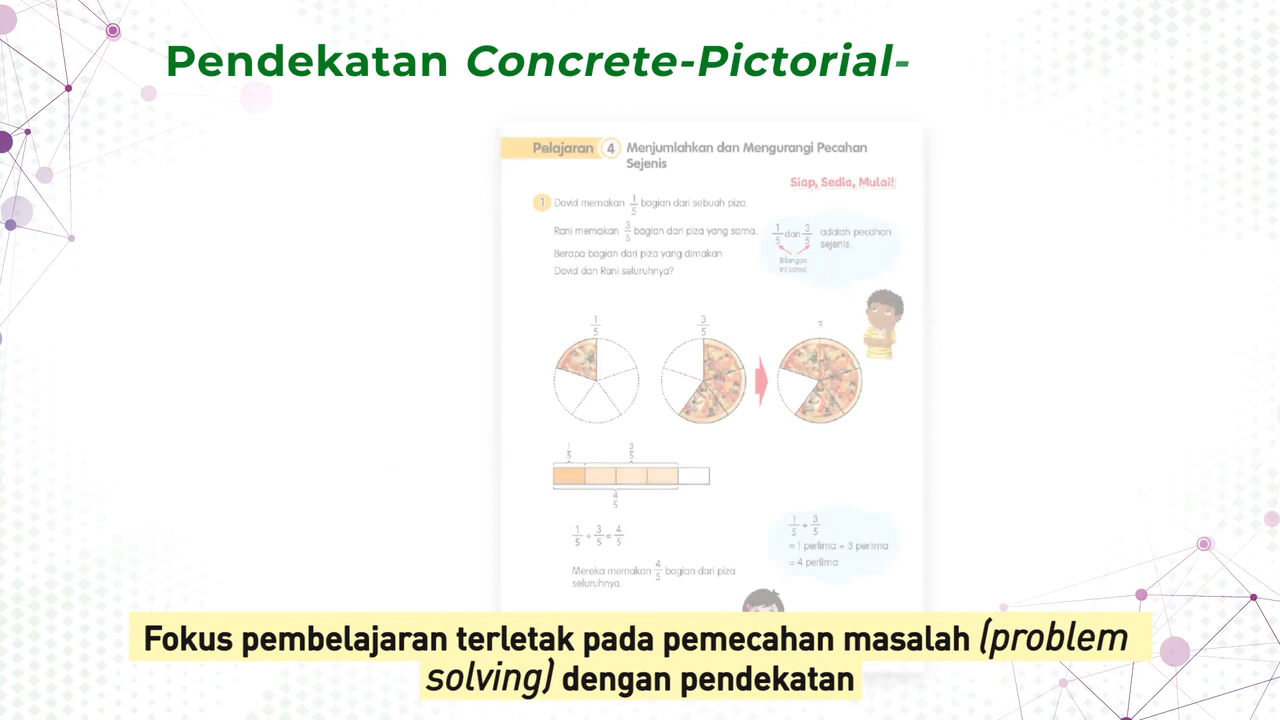 Pendekatan Concrete-Pictorial-
Pelajaran 4 Menjumlahkan dan Mengurangi Pecahan
Sejenis
Siap, Sedia, Mulai!
1 David memakan 1/5 bagian dari sebuah piza.
Rani memakan 3/5 bagian dari piza yang sama.
Berapa bagian dari piza yang dimakan
David dan Rani seluruhnya?
1/5 dan 3/5 adalah pecahan
sejenis.
Bilangan
ini sama
1/5
3/5
?
1/5
3/5
4/5
1/5 + 3/5 = 4/5
Mereka memakan 4/5 bagian dari piza
seluruhnya.
1/5 + 3/5
= 1 perlima + 3 perlima
= 4 perlima
Fokus pembelajaran terletak pada pemecahan masalah (problem
solving) dengan pendekatan